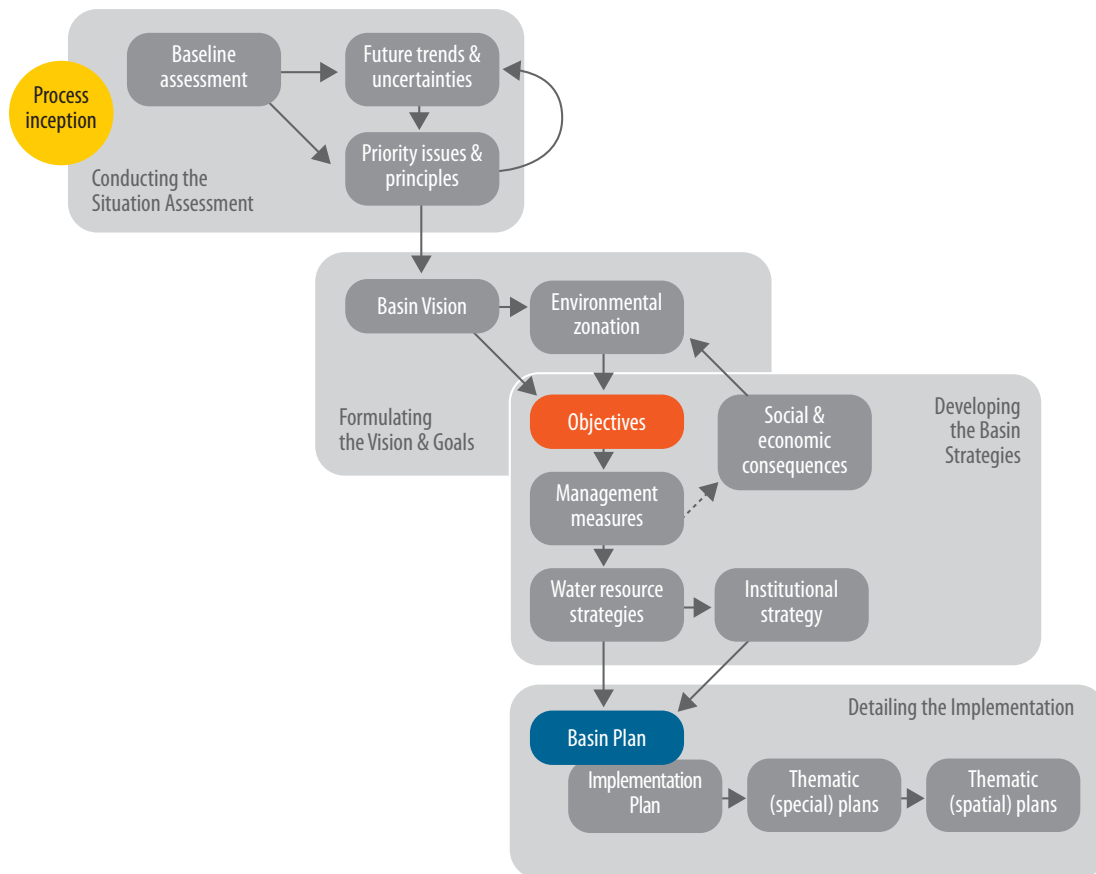 Process
inception
Baseline
assessment
Future trends &
uncertainties
Priority issues &
principles
Conducting the
Situation Assessment
Basin Vision
Environmental
zonation
Formulating
the Vision & Goals
Objectives
Social &
economic
consequences
Developing
the Basin
Strategies
Management
measures
Water resource
strategies
Institutional
strategy
Detailing the Implementation
Basin Plan
Implementation
Plan
Thematic
(special) plans
Thematic
(spatial) plans